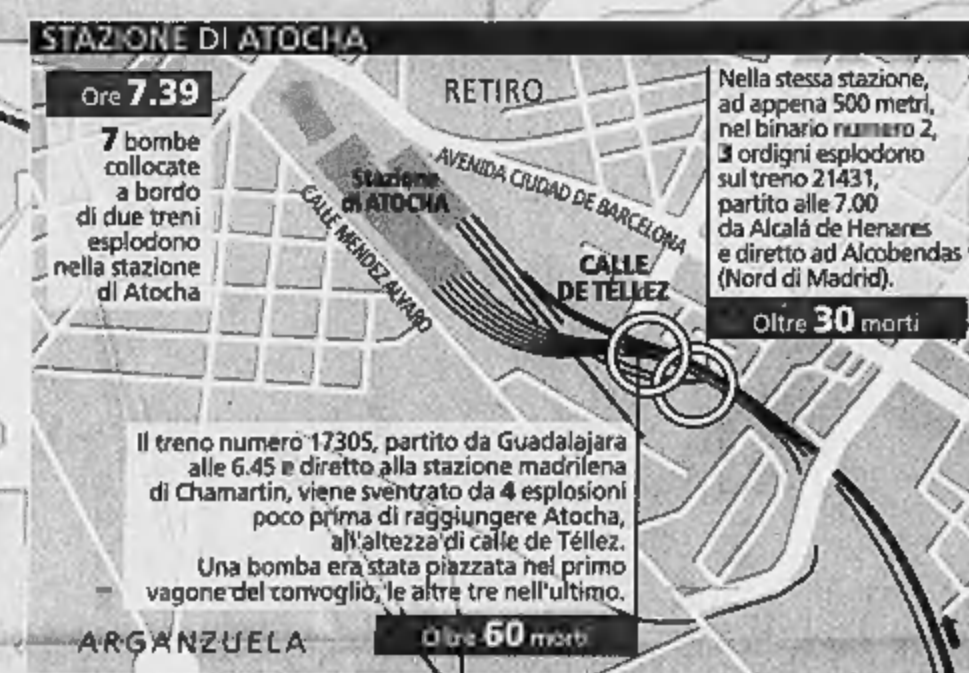 STAZIONE DI ATOCHA
Ore 7.39
7 bombe
collocate
a bordo
di due treni
esplodono
nella stazione
di Atocha
RETIRO
Stazione
di ATOCHA
AVENIDA CIUDAD DE BARCELONA
CALLE MENDEZ ALVARO
CALLE
DE TÉLLEZ
Nella stessa stazione,
ad appena 500 metri,
nel binario numero 2,
3 ordigni esplodono
sul treno 21431,
partito alle 7.00
da Alcalá de Henares
e diretto ad Alcobendas
(Nord di Madrid).
Oltre 30 morti
Il treno numero 17305, partito da Guadalajara
alle 6.45 e diretto alla stazione madrilena
di Chamartin, viene sventrato da 4 esplosioni
poco prima di raggiungere Atocha,
all'altezza di calle de Téllez.
Una bomba era stata piazzata nel primo
vagone del convoglio, le altre tre nell'ultimo.
Oltre 60 morti
ARGANZUELA